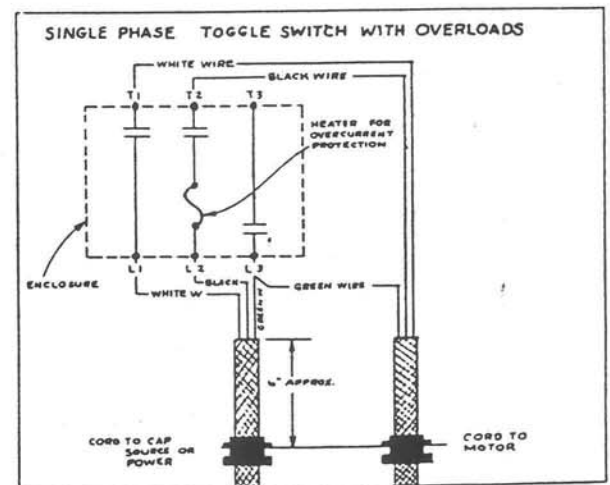 SINGLE PHASE TOGGLE SWITCH WITH OVERLOADS
WHITE WIRE
BLACK WIRE
T1 T2 T3
HEATER FOR
OVERCURRENT
PROTECTION
ENCLOSURE
L1 L2 L3
WHITE W
BLACK
GREEN W
GREEN WIRE
6" APPROX.
CORD TO CAP
SOURCE OR
POWER
CORD TO
MOTOR